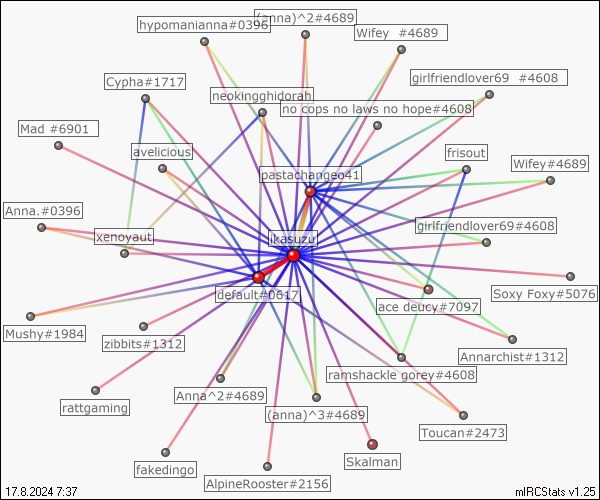 hypomanianna#0396
(anna)^2#4689
Wifey #4689
Cypha#1717
neokingghidorah
girlfriendlover69 #4608
no cops no laws no hope#4608
Mad #6901
avelicious
frisout
Wifey#4689
pastachangeo41
Anna.#0396
xenoyaut
ikasuzu
girlfriendlover69#4608
default#0617
ace decry#7097
Soxy Foxy#5076
Mushy#1984
zibbits#1312
Annarchist#1312
ramshackle gorey#4608
rattgaming
Anna^2#4689
(anna)^3#4689
Toucan#2473
fakedingo
AlpineRooster#2156
Skalman
17.8.2024 7:37
mIRCStats v1.25